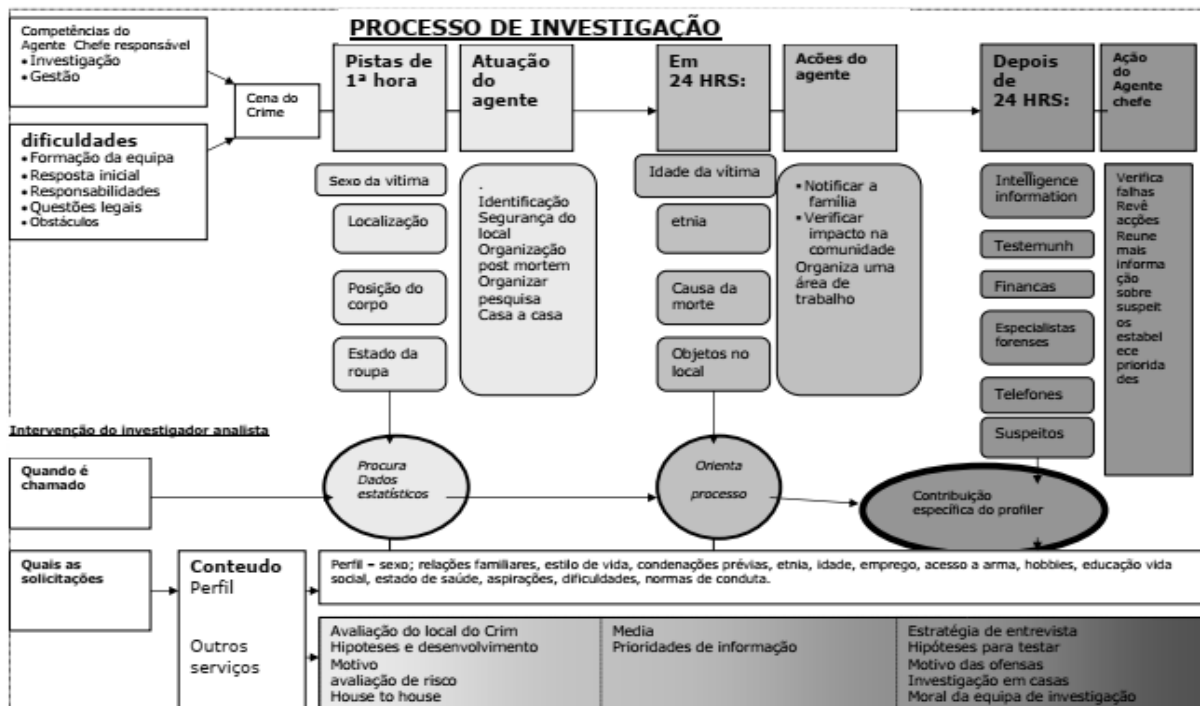 PROCESSO DE INVESTIGAÇÃO
Competências do
Agente Chefe responsável
• Investigação
• Gestão
dificuldades
• Formação da equipa
• Resposta inicial
• Responsabilidades
• Questões legais
• Obstáculos
Cena do
Crime
Pistas de
1ª hora
Atuação
do
agente
Em
24 HRS:
Acões do
agente
Depois
de
24 HRS:
Ação
do
Agente
chefe
Sexo da vítima
Localização
Posição do
corpo
Estado da
roupa
.
Identificação
Segurança do
local
Organização
post mortem
Organizar
pesquisa
Casa a casa
Idade da vítima
etnia
Causa da
morte
Objetos no
local
• Notificar a
família
• Verificar
impacto na
comunidade
Organiza uma
área de
trabalho
Intelligence
information
Testemunh
Financas
Especialistas
forenses
Telefones
Suspeitos
Verifica
falhas
Revê
acções
Reune
mais
informa
ção
sobre
suspeit
os
estabel
ece
priorida
des
Intervenção do investigador analista
Quando é
chamado
Procura
Dados
estatísticos
Orienta
processo
Contribuição
específica do profiler
Quais as
solicitações
Conteudo
Perfil
Outros
serviços
Perfil – sexo; relações familiares, estilo de vida, condenações prévias, etnia, idade, emprego, acesso a arma, hobbies, educação vida
social, estado de saúde, aspirações, dificuldades, normas de conduta.
Avaliação do local do Crim
Hipoteses e desenvolvimento
Motivo
avaliação de risco
House to house
Media
Prioridades de informação
Estratégia de entrevista
Hipóteses para testar
Motivo das ofensas
Investigação em casas
Moral da equipa de investigação